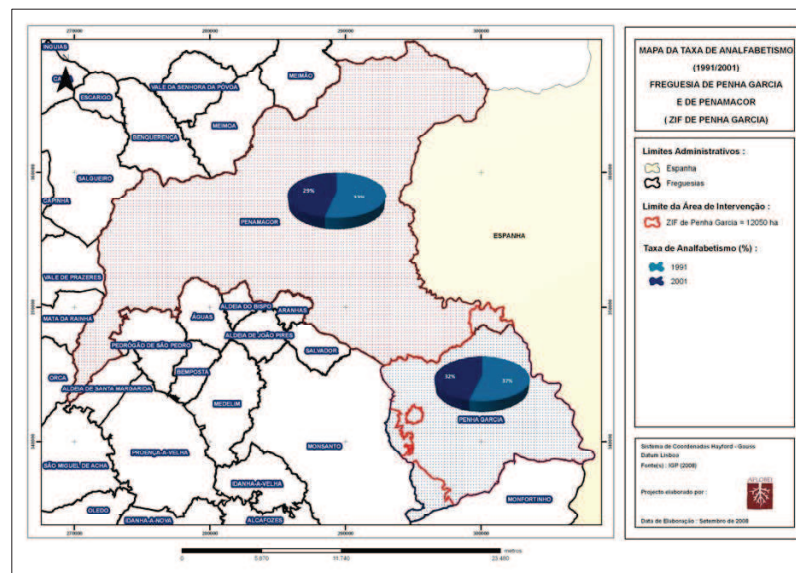 MAPA DA TAXA DE ANALFABETISMO
(1991/2001)
FREGUESIA DE PENHA GARCIA
E DE PENAMACOR
( ZIF DE PENHA GARCIA)
Limites Administrativos :
Espanha
Freguesias
Limite da Área de Intervenção :
ZIF de Penha Garcia = 12050 ha
Taxa de Analfabetismo (%) :
1991
2001
Sistema de Coordenadas Hayford - Gauss
Datum Lisboa
Fonte(s) : IGP (2008)
Projecto elaborado por :
Data de Elaboração : Setembro de 2008
INGUIAS
ESCARIGO
VALE DA SENHORA DA PÓVOA
MEIMÃO
MEIMOA
BENQUERENÇA
SALGUEIRO
CAPINHA
29%
PENAMACOR
ESPANHA
VALE DE PRAZERES
MATA DA RAINHA
ÁGUAS
ALDEIA DO BISPO
ARANHAS
ALDEIA DE JOÃO PIRES
PEDRÓGÃO DE SÃO PEDRO
SALVADOR
BEMPOSTA
ORCA
ALDEIA DE SANTA MARGARIDA
MEDELIM
32%
37%
PENHA GARCIA
MONSANTO
PROENÇA-A-VELHA
SÃO MIGUEL DE ACHA
IDANHA-A-VELHA
MONFORTINHO
OLEDO
IDANHA-A-NOVA
ALCAFOZES
metros
0
5.870
11.740
23.480